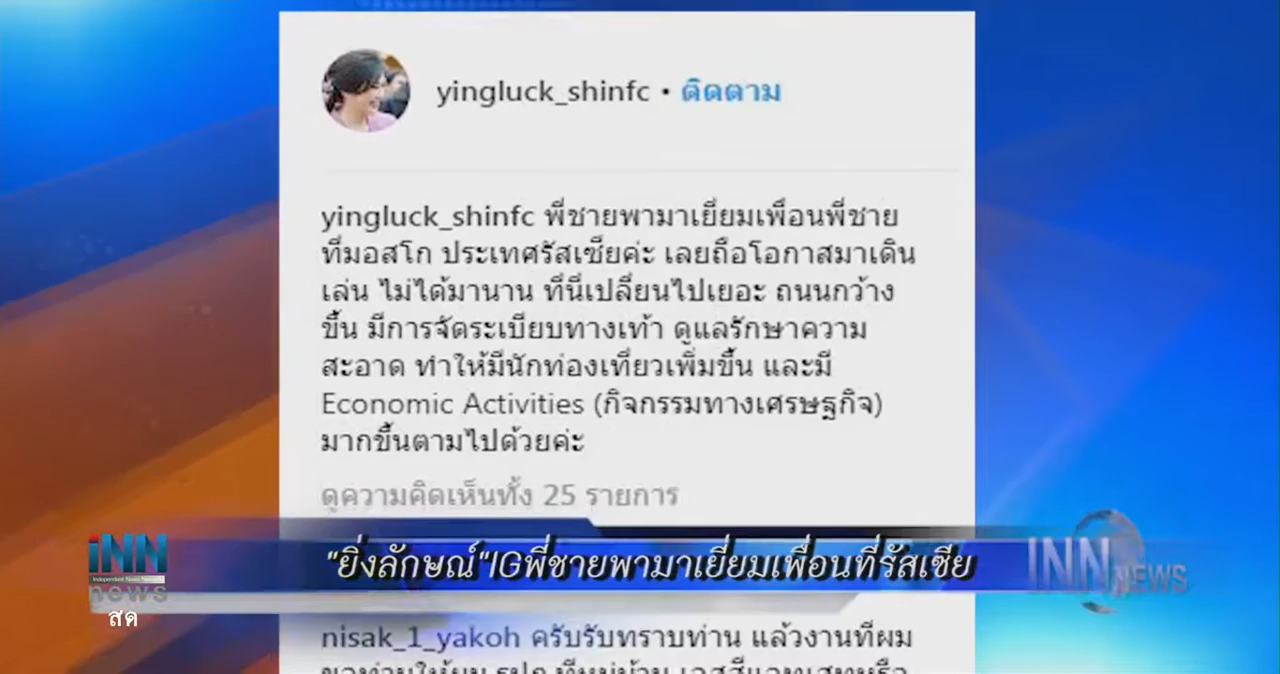 yingluck_shinfc • ติดตาม
yingluck_shinfc พี่ชายพามาเยี่ยมเพื่อนพี่ชาย
ที่มอสโก ประเทศรัสเซียค่ะ เลยถือโอกาสมาเดิน
เล่น ไม่ได้มานาน ที่นี่เปลี่ยนไปเยอะ ถนนกว้าง
ขึ้น มีการจัดระเบียบทางเท้า ดูแลรักษาความ
สะอาด ทำให้มีนักท่องเที่ยวเพิ่มขึ้น และมี
Economic Activities (กิจกรรมทางเศรษฐกิจ)
มากขึ้นตามไปด้วยค่ะ
ดูความคิดเห็นทั้ง 25 รายการ
iNN
Independent News Network
news
สค
"ยิ่งลักษณ์"IGพี่ชายพามาเยี่ยมเพื่อนที่รัสเซีย
INN NEWS
nisak_1_yakoh ครับรับทราบท่าน แล้วงานที่ผม